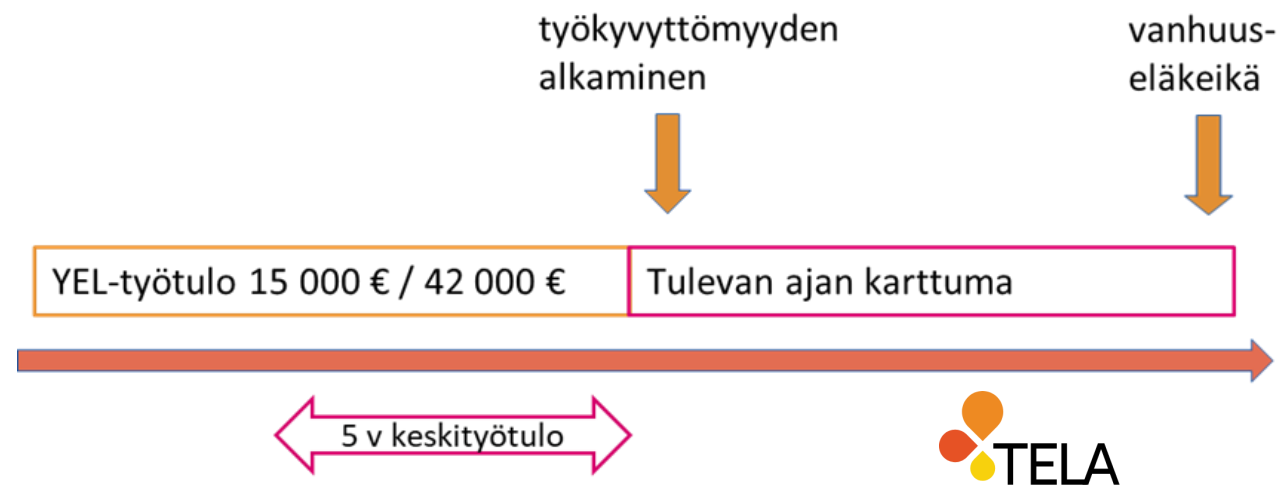 työkyvyttömyyden
alkaminen
vanhuus-
eläkeikä
YEL-työtulo 15 000 € / 42 000 €
Tulevan ajan karttuma
5 v keskityötulo
TELA